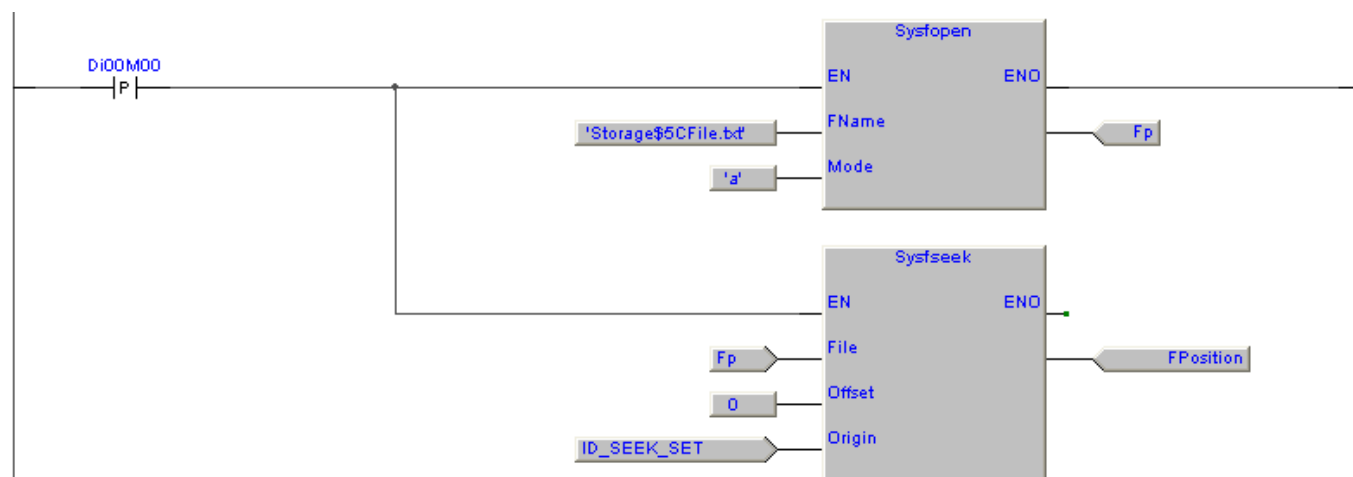 Sysfopen
Di00M00
P
EN ENO
'Storage$5CFile.txt' FName Fp
'a' Mode
Sysfseek
EN ENO
Fp File FPosition
0 Offset
ID_SEEK_SET Origin